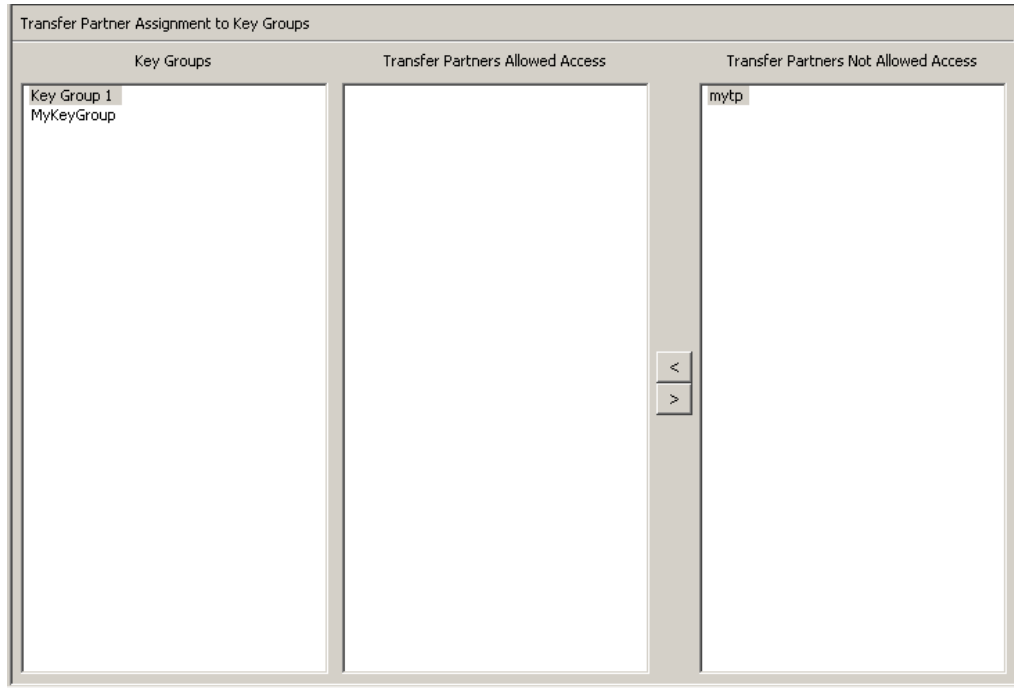 Transfer Partner Assignment to Key Groups
Key Groups
Transfer Partners Allowed Access
Transfer Partners Not Allowed Access
Key Group 1
MyKeyGroup
mytp
<
>